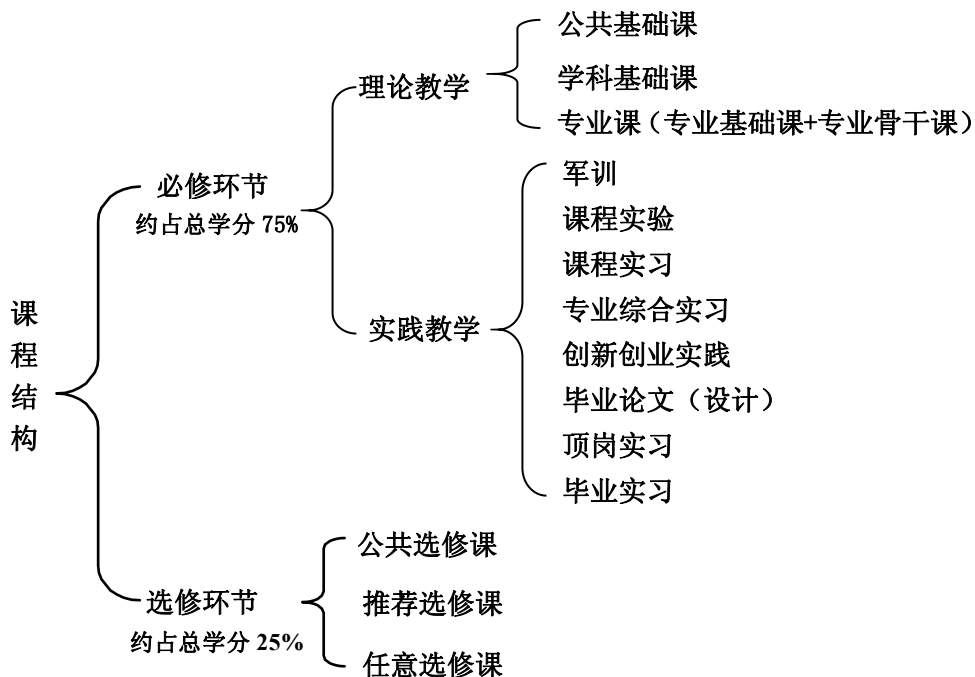 课程结构
必修环节
约占总学分 75%
理论教学
公共基础课
学科基础课
专业课（专业基础课+专业骨干课）
实践教学
军训
课程实验
课程实习
专业综合实习
创新创业实践
毕业论文（设计）
顶岗实习
毕业实习
选修环节
约占总学分 25%
公共选修课
推荐选修课
任意选修课